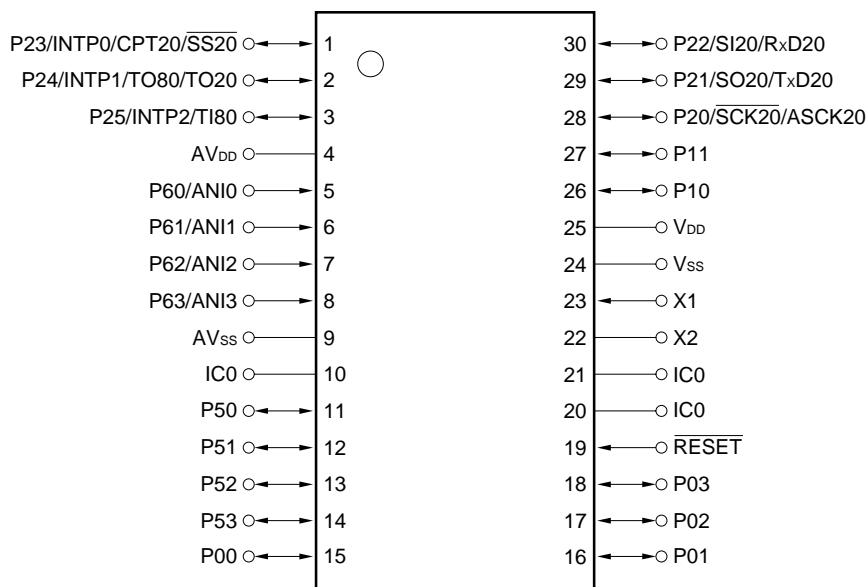 P23/INTP0/CPT20/SS20 1 30 P22/SI20/RxD20
P24/INTP1/TO80/TO20 2 29 P21/SO20/TxD20
P25/INTP2/TI80 3 28 P20/SCK20/ASCK20
AVDD 4 27 P11
P60/ANI0 5 26 P10
P61/ANI1 6 25 VDD
P62/ANI2 7 24 VSS
P63/ANI3 8 23 X1
AVSS 9 22 X2
IC0 10 21 IC0
P50 11 20 IC0
P51 12 19 RESET
P52 13 18 P03
P53 14 17 P02
P00 15 16 P01